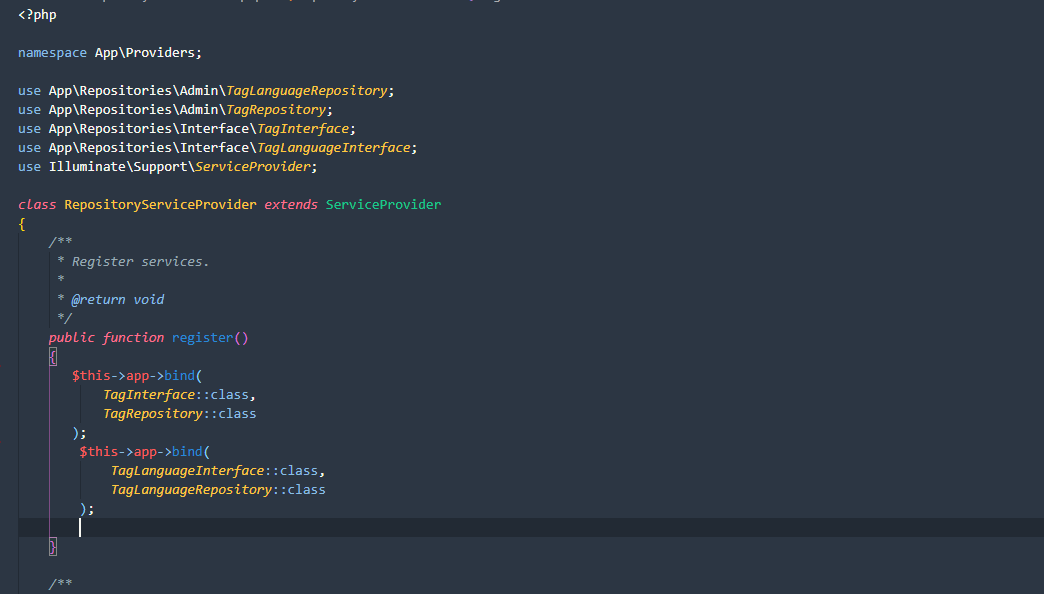 <?php
namespace App\Providers;
use App\Repositories\Admin\TagLanguageRepository;
use App\Repositories\Admin\TagRepository;
use App\Repositories\Interface\TagInterface;
use App\Repositories\Interface\TagLanguageInterface;
use Illuminate\Support\ServiceProvider;
class RepositoryServiceProvider extends ServiceProvider
{
    /**
     * Register services.
     *
     * @return void
     */
    public function register()
    {
       $this->app->bind(
           TagInterface::class,
           TagRepository::class
       );
        $this->app->bind(
            TagLanguageInterface::class,
            TagLanguageRepository::class
        );
    }
    /**